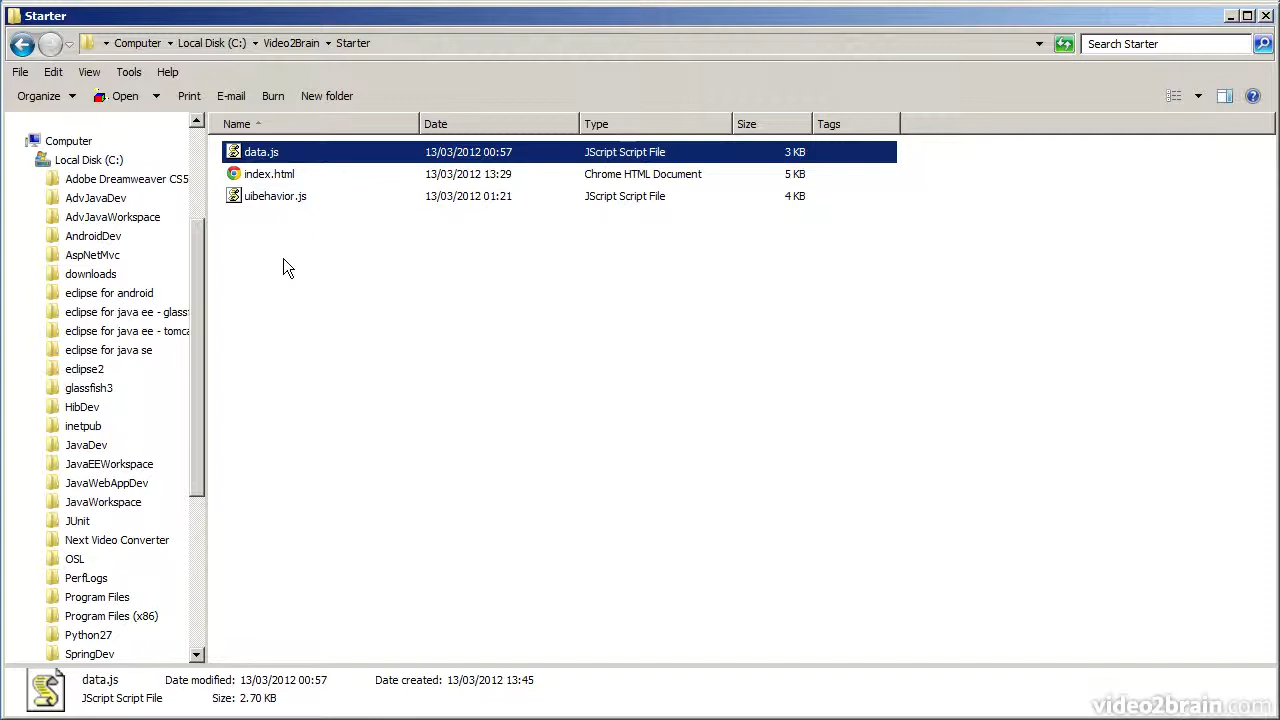 Starter
Computer Local Disk (C:) Video2Brain Starter Search Starter
File Edit View Tools Help
Organize Open Print E-mail Burn New folder
Name Date Type Size Tags
data.js 13/03/2012 00:57 JScript Script File 3 KB
index.html 13/03/2012 13:29 Chrome HTML Document 5 KB
uibehavior.js 13/03/2012 01:21 JScript Script File 4 KB
Computer
Local Disk (C:)
Adobe Dreamweaver CS5
AdvJavaDev
AdvJavaWorkspace
AndroidDev
AspNetMvc
downloads
eclipse for android
eclipse for java ee - glassf
eclipse for java ee - tomca
eclipse for java se
eclipse2
glassfish3
HibDev
inetpub
JavaDev
JavaEEWorkspace
JavaWebAppDev
JavaWorkspace
JUnit
Next Video Converter
OSL
PerfLogs
Program Files
Program Files (x86)
Python27
SpringDev
data.js Date modified: 13/03/2012 00:57 Date created: 13/03/2012 13:45
JScript Script File Size: 2.70 KB
video2brain.com